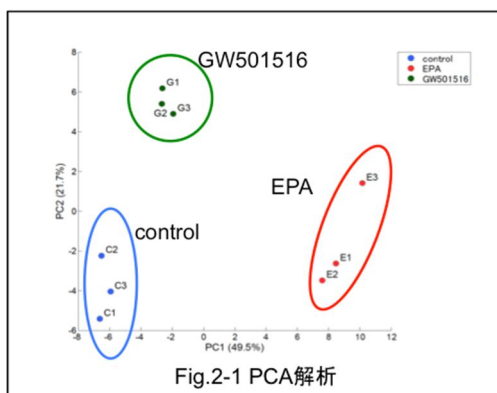 GW501516
control
EPA
GW501516
8
6
4
2
0
-2
-4
-6
PC2 (21.7%)
G1
G2
G3
EPA
E3
E1
E2
control
C2
C3
C1
-8 -6 -4 -2 0 2 4 6 8 10 12
PC1 (49.5%)
Fig.2-1 PCA解析